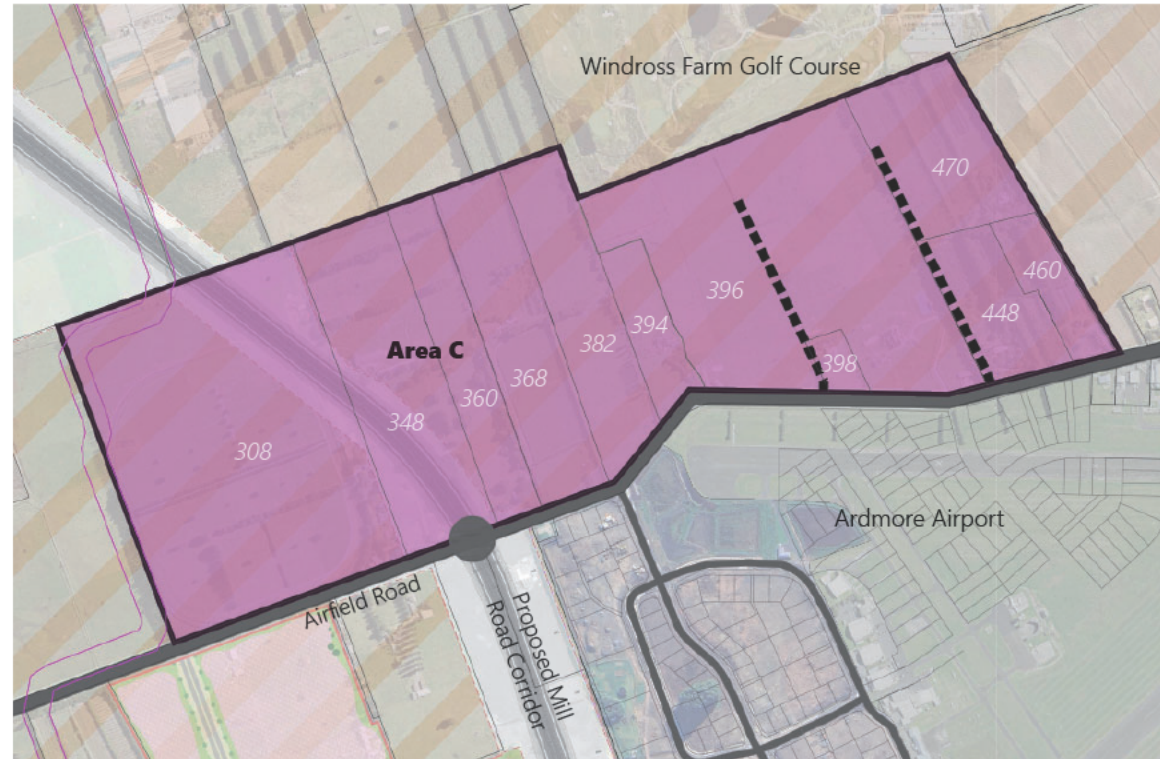 Windross Farm Golf Course
470
460
396
448
394
382
398
Area C
368
360
348
308
Ardmore Airport
Airfield Road
Proposed Mill
Road Corridor